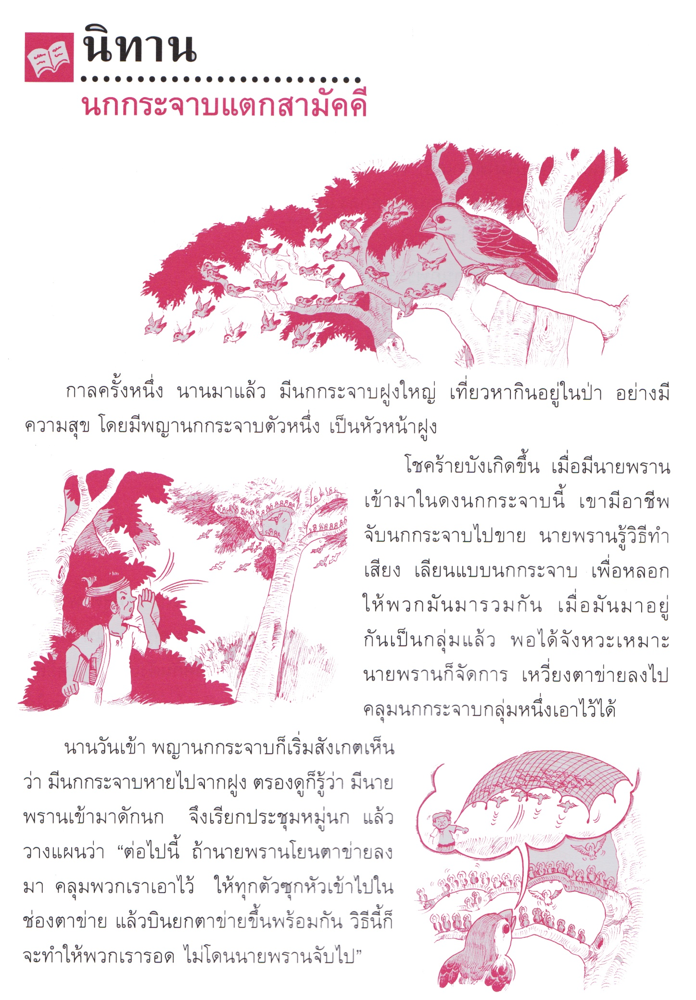 นิทาน
นกกระจาบแตกสามัคคี
กาลครั้งหนึ่ง นานมาแล้ว มีนกกระจาบฝูงใหญ่ เที่ยวหากินอยู่ในป่า อย่างมี
ความสุข โดยมีพญานกกระจาบตัวหนึ่ง เป็นหัวหน้าฝูง
โชคร้ายบังเกิดขึ้น เมื่อมีนายพราน
เข้ามาในดงนกกระจาบนี้ เขามีอาชีพ
จับนกกระจาบไปขาย นายพรานรู้วิธีทำ
เสียง เลียนแบบนกกระจาบ เพื่อหลอก
ให้พวกมันมารวมกัน เมื่อมันมาอยู่
กันเป็นกลุ่มแล้ว พอได้จังหวะเหมาะ
นายพรานก็จัดการ เหวี่ยงตาข่ายลงไป
คลุมนกกระจาบกลุ่มหนึ่งเอาไว้ได้
นานวันเข้า พญานกกระจาบก็เริ่มสังเกตเห็น
ว่า มีนกกระจาบหายไปจากฝูง ตรองดูก็รู้ว่า มีนาย
พรานเข้ามาดักนก จึงเรียกประชุมหมู่นก แล้ว
วางแผนว่า “ต่อไปนี้ ถ้านายพรานโยนตาข่ายลง
มา คลุมพวกเราเอาไว้ ให้ทุกตัวซุกหัวเข้าไปใน
ช่องตาข่าย แล้วบินยกตาข่ายขึ้นพร้อมกัน วิธีนี้ก็
จะทำให้พวกเรารอด ไม่โดนนายพรานจับไป”